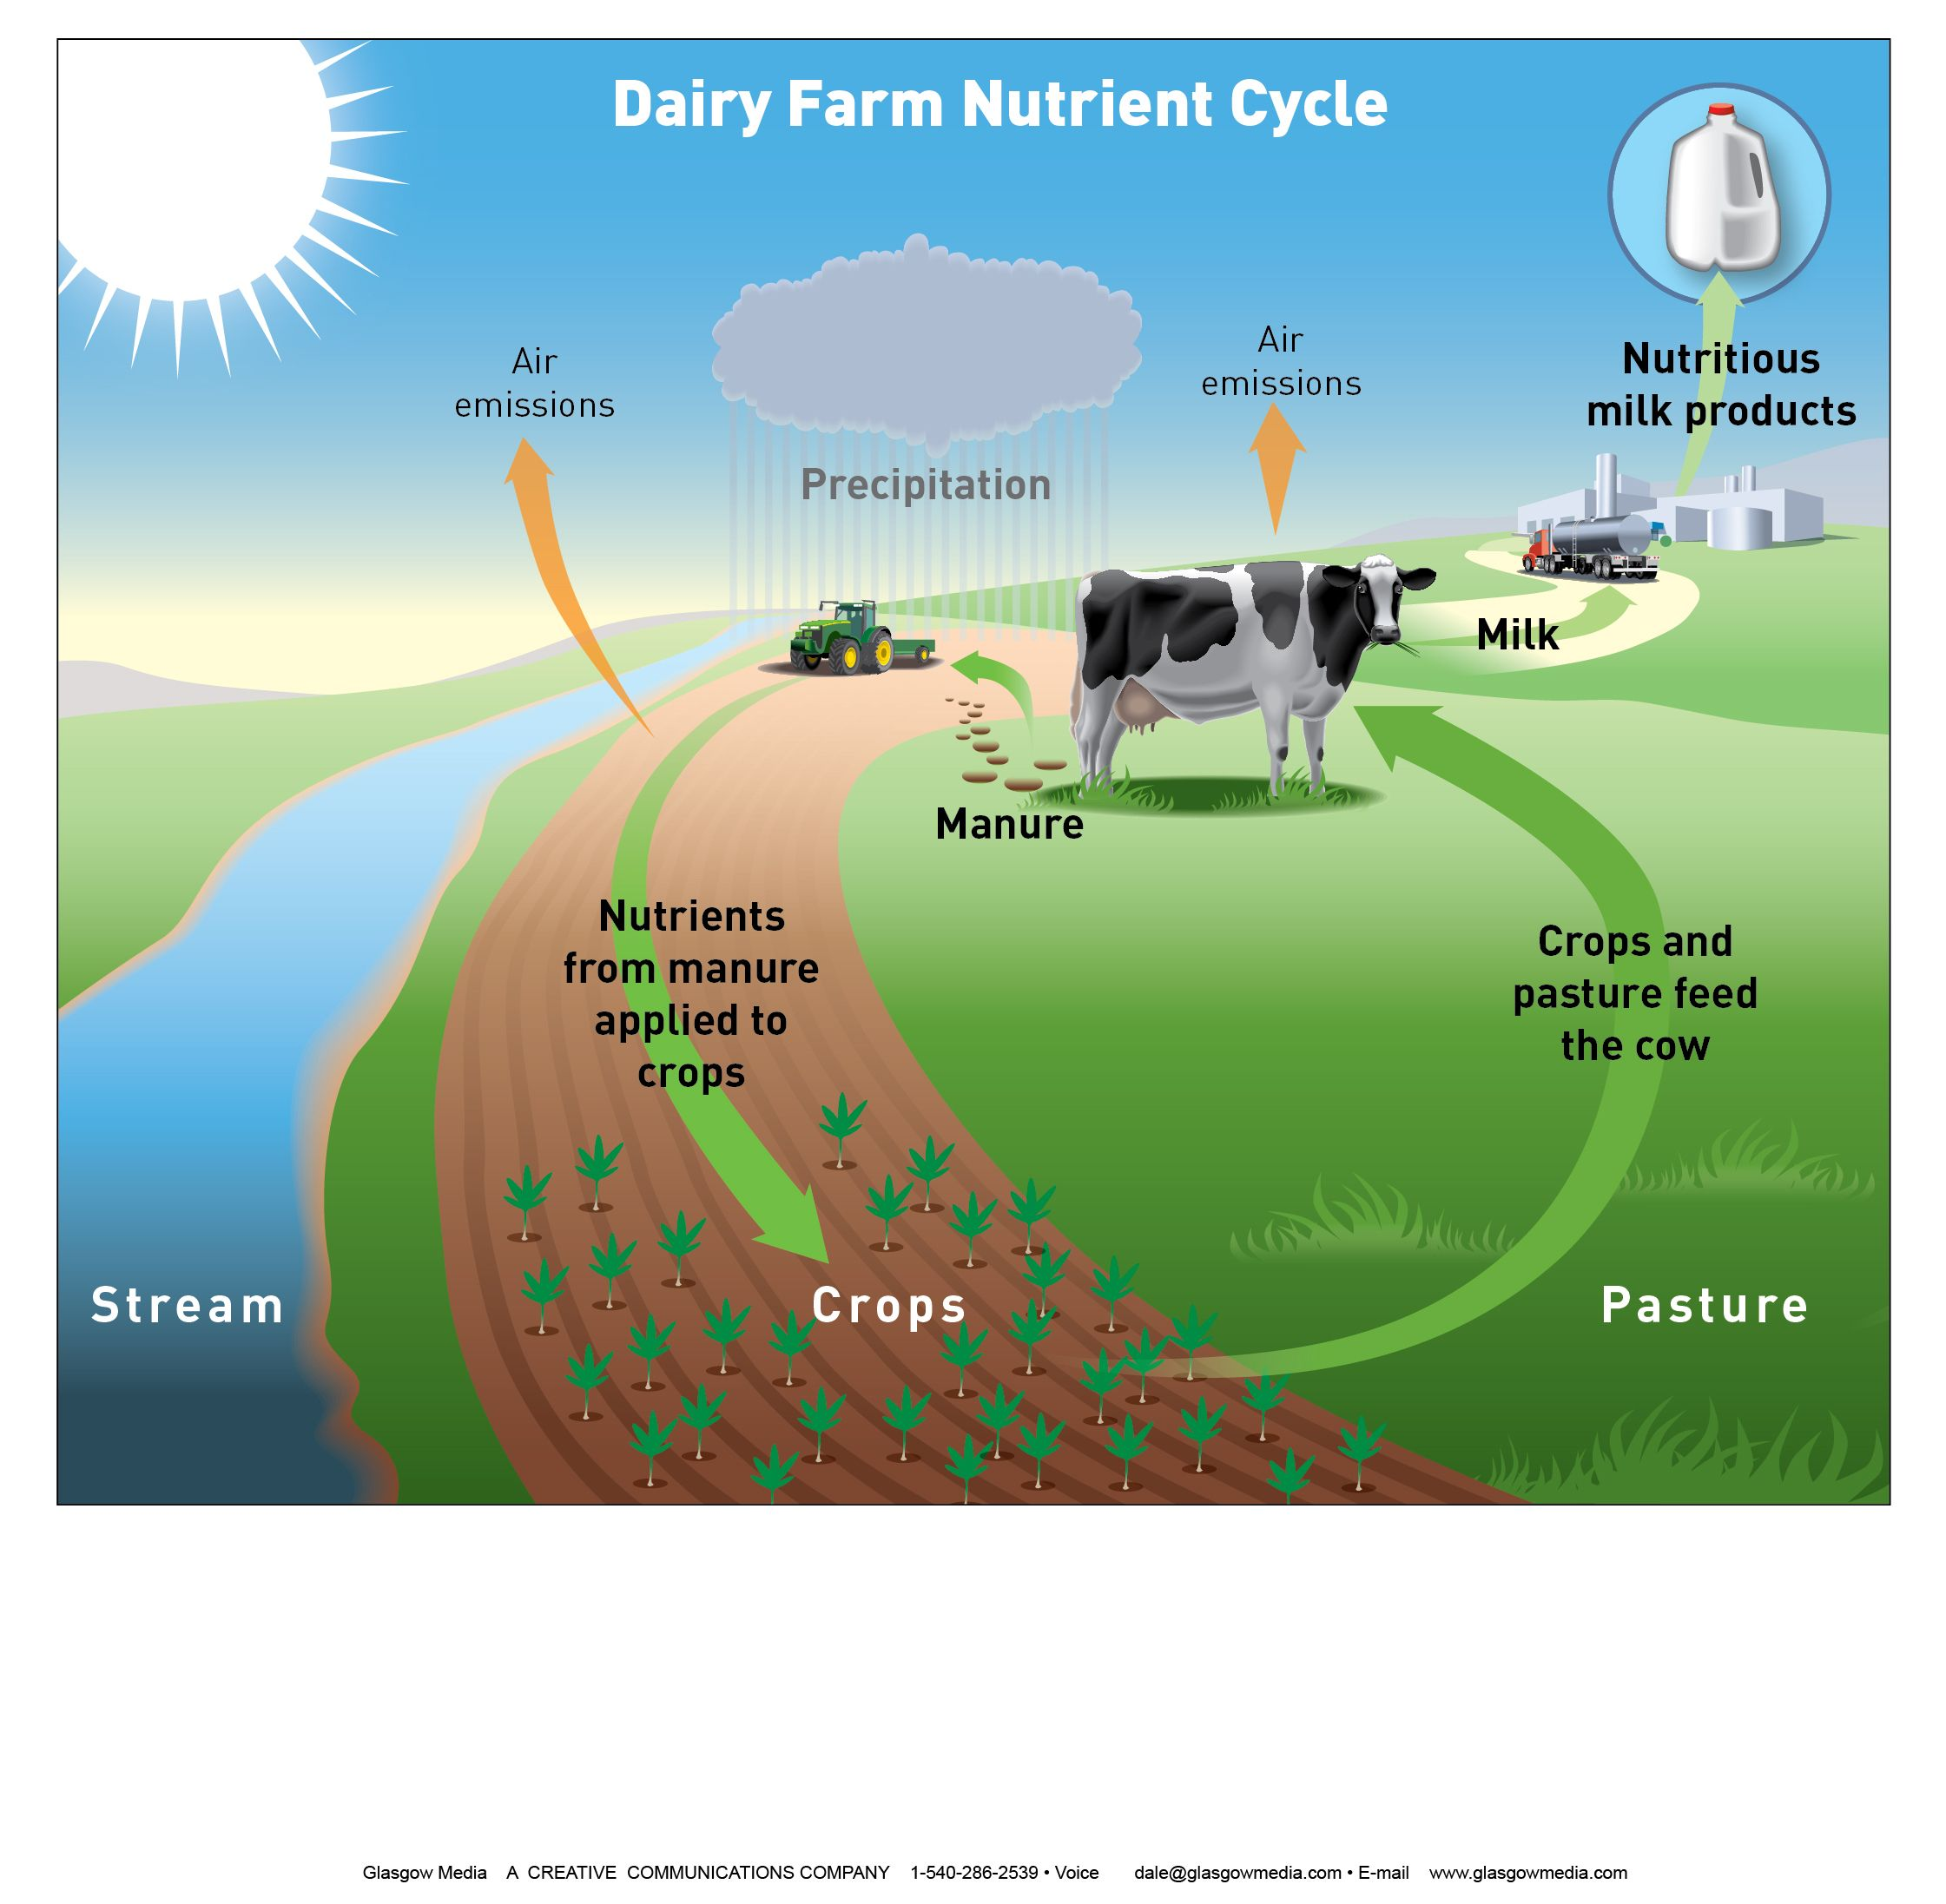 Dairy Farm Nutrient Cycle
Air
emissions
Precipitation
Air
emissions
Nutritious
milk products
Milk
Manure
Nutrients
from manure
applied to
crops
Crops and
pasture feed
the cow
Stream
Crops
Pasture
Glasgow Media A CREATIVE COMMUNICATIONS COMPANY 1-540-286-2539 • Voice dale@glasgowmedia.com • E-mail www.glasgowmedia.com